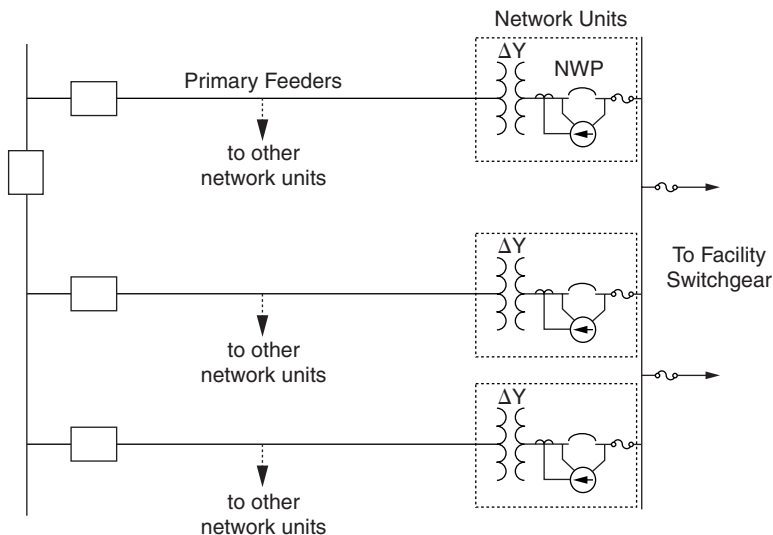 Network Units
ΔY
NWP
Primary Feeders
to other
network units
ΔY
To Facility
Switchgear
to other
network units
ΔY
to other
network units